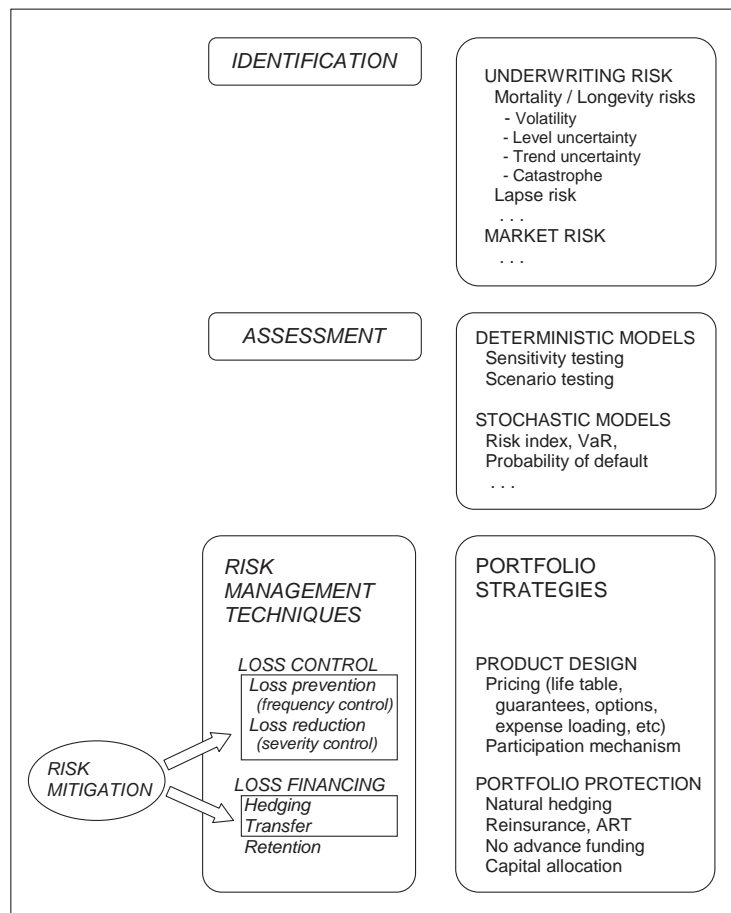 IDENTIFICATION
UNDERWRITING RISK
Mortality / Longevity risks
- Volatility
- Level uncertainty
- Trend uncertainty
- Catastrophe
Lapse risk
. . .
MARKET RISK
. . .
ASSESSMENT
DETERMINISTIC MODELS
Sensitivity testing
Scenario testing
STOCHASTIC MODELS
Risk index, VaR,
Probability of default
. . .
RISK
MANAGEMENT
TECHNIQUES
LOSS CONTROL
Loss prevention
(frequency control)
Loss reduction
(severity control)
LOSS FINANCING
Hedging
Transfer
Retention
RISK
MITIGATION
PORTFOLIO
STRATEGIES
PRODUCT DESIGN
Pricing (life table,
guarantees, options,
expense loading, etc)
Participation mechanism
PORTFOLIO PROTECTION
Natural hedging
Reinsurance, ART
No advance funding
Capital allocation